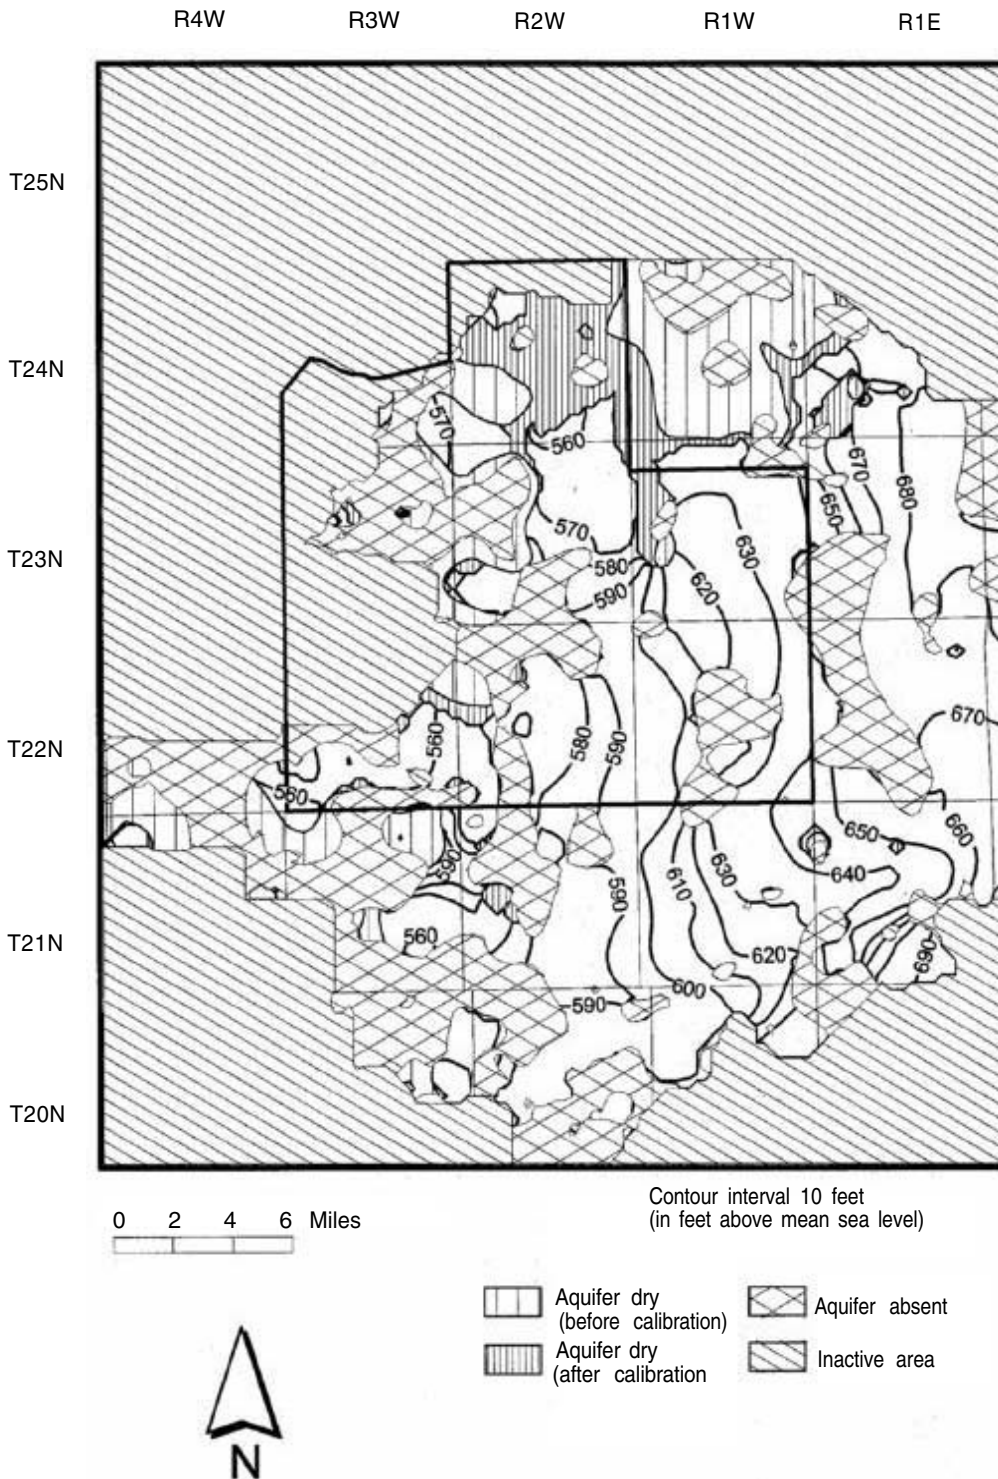 R4W R3W R2W R1W R1E
T25N
T24N
570
560
670
680
650
T23N
570
630
580
590
620
T22N
560
580
590
670
560
650
660
590
630
640
610
590
T21N
560
620
690
600
590
T20N
0 2 4 6 Miles
Contour interval 10 feet
(in feet above mean sea level)
Aquifer dry
(before calibration)
Aquifer absent
Aquifer dry
(after calibration
Inactive area
N